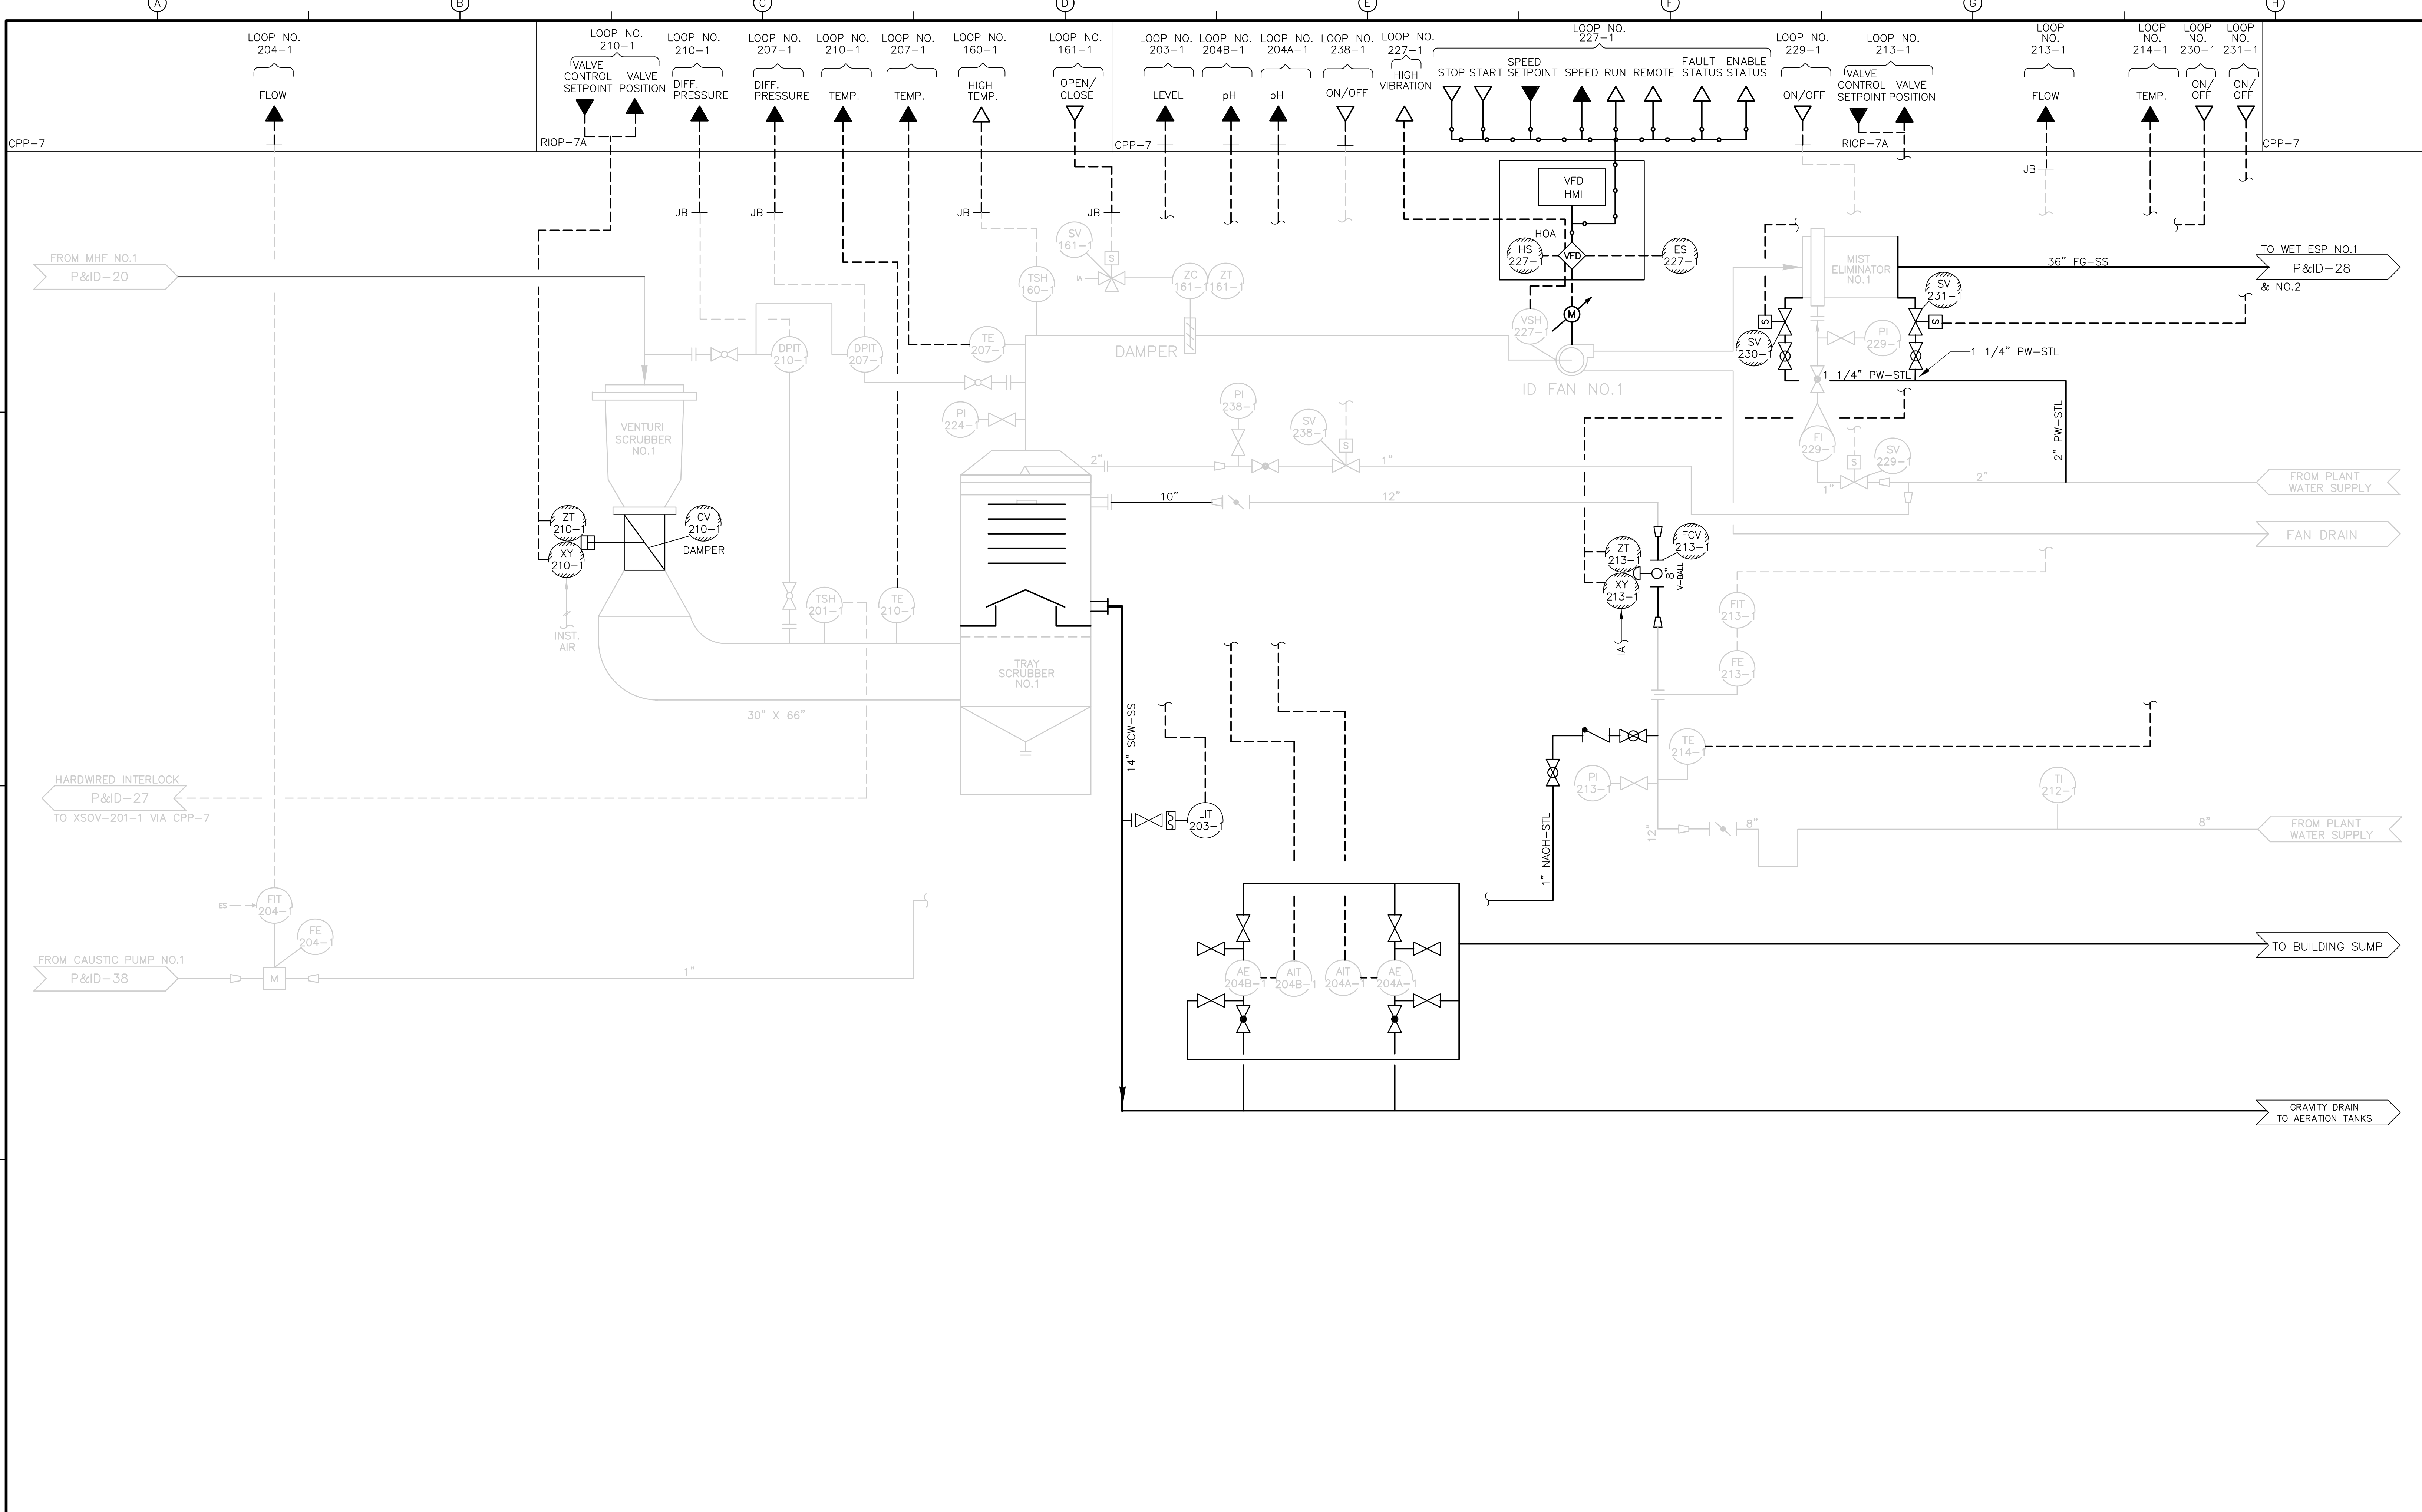 A
B
C
D
E
F
G
H
LOOP NO.
204-1
FLOW
CPP-7
LOOP NO.
210-1
VALVE
CONTROL
SETPOINT
VALVE
POSITION
RIOP-7A
LOOP NO.
210-1
DIFF.
PRESSURE
LOOP NO.
207-1
DIFF.
PRESSURE
LOOP NO.
210-1
TEMP.
LOOP NO.
207-1
TEMP.
LOOP NO.
160-1
HIGH
TEMP.
LOOP NO.
161-1
OPEN/
CLOSE
LOOP NO.
203-1
LEVEL
CPP-7
LOOP NO.
204B-1
pH
LOOP NO.
204A-1
pH
LOOP NO.
238-1
ON/OFF
LOOP NO.
227-1
HIGH
VIBRATION
LOOP NO.
227-1
STOP
START
SPEED
SETPOINT
SPEED
RUN
REMOTE
FAULT
STATUS
ENABLE
STATUS
LOOP NO.
229-1
ON/OFF
LOOP NO.
213-1
VALVE
CONTROL
SETPOINT
VALVE
POSITION
RIOP-7A
LOOP
NO.
213-1
FLOW
LOOP
NO.
214-1
TEMP.
LOOP
NO.
230-1
ON/
OFF
LOOP
NO.
231-1
ON/
OFF
CPP-7
JB
JB
JB
JB
JB
VFD
HMI
HOA
HS
227-1
VFD
ES
227-1
M
VSH
227-1
ID FAN NO.1
FROM MHF NO.1
P&ID-20
SV
161-1
S
IA
TSH
160-1
ZC
161-1
ZT
161-1
DAMPER
TE
207-1
DPIT
210-1
DPIT
207-1
PI
224-1
PI
238-1
SV
238-1
S
MIST
ELIMINATOR
NO.1
36" FG-SS
TO WET ESP NO.1
P&ID-28
& NO.2
SV
231-1
S
S
SV
230-1
PI
229-1
1 1/4" PW-STL
1 1/4" PW-STL
2" PW-STL
FI
229-1
SV
229-1
S
1"
2"
FROM PLANT
WATER SUPPLY
FAN DRAIN
VENTURI
SCRUBBER
NO.1
2"
1"
10"
12"
ZT
210-1
XY
210-1
CV
210-1
DAMPER
INST.
AIR
TSH
201-1
TE
210-1
TRAY
SCRUBBER
NO.1
30" X 66"
ZT
213-1
XY
213-1
FCV
213-1
8"
V-BALL
IA
FIT
213-1
FE
213-1
TE
214-1
PI
213-1
TI
212-1
12"
8"
8"
FROM PLANT
WATER SUPPLY
14" SCW-SS
LIT
203-1
1" NAOH-STL
HARDWIRED INTERLOCK
P&ID-27
TO XSOV-201-1 VIA CPP-7
ES
FIT
204-1
FE
204-1
FROM CAUSTIC PUMP NO.1
P&ID-38
M
1"
AE
204B-1
AIT
204B-1
AIT
204A-1
AE
204A-1
TO BUILDING SUMP
GRAVITY DRAIN
TO AERATION TANKS